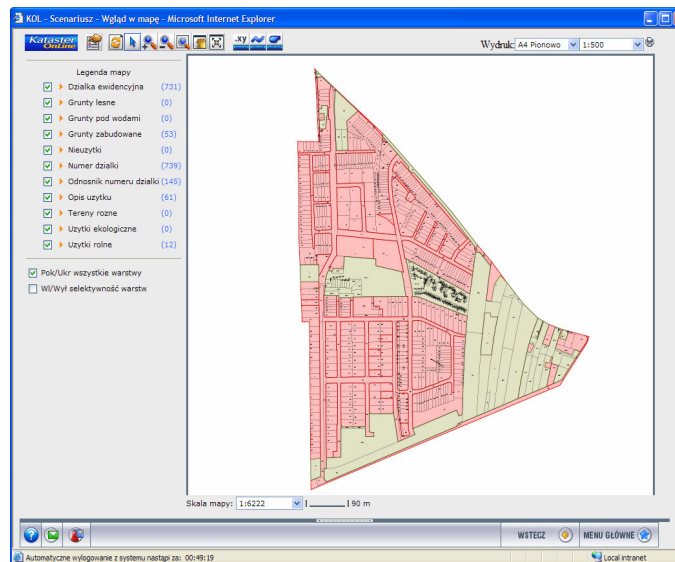 KOL - Scenariusz - Wgląd w mapę - Microsoft Internet Explorer
Kataster Online
.xy
Wydruk: A4 Pionowo 1:500
Legenda mapy
Dzialka ewidencyjna (731)
Grunty lesne (0)
Grunty pod wodami (0)
Grunty zabudowane (53)
Nieuzytki (0)
Numer dzialki (739)
Odnosnik numeru dzialki (145)
Opis uzytku (61)
Tereny rozne (0)
Uzytki ekologiczne (0)
Uzytki rolne (12)
Pok/Ukr wszystkie warstwy
Wl/Wył selektywność warstw
Skala mapy: 1:6222 90 m
WSTECZ MENU GŁÓWNE
Automatyczne wylogowanie z systemu nastąpi za: 00:49:19 Local intranet